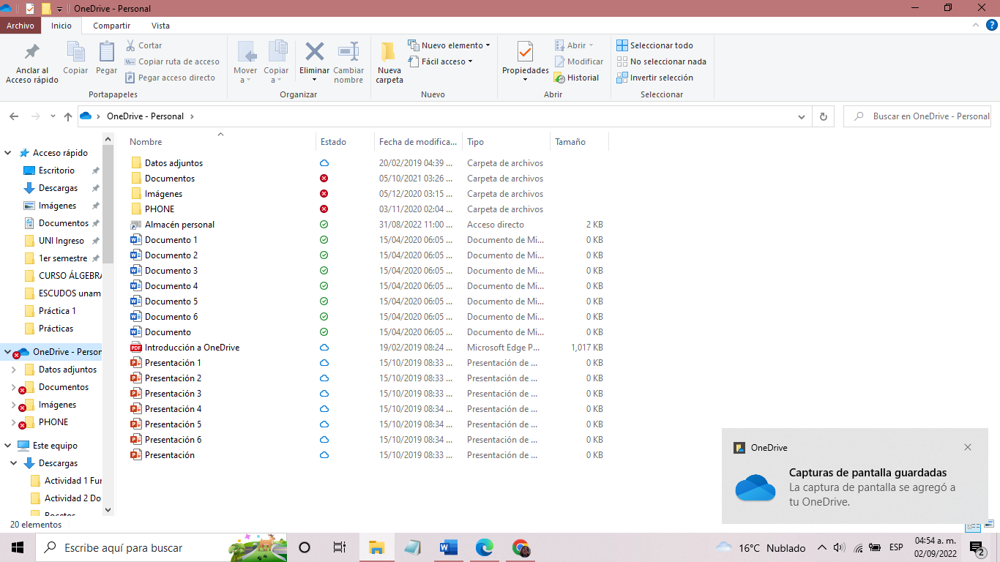 OneDrive - Personal
Archivo Inicio Compartir Vista
Anclar al Acceso rápido
Copiar
Pegar
Cortar
Copiar ruta de acceso
Pegar acceso directo
Portapapeles
Mover a
Copiar a
Eliminar
Cambiar nombre
Organizar
Nueva carpeta
Nuevo elemento
Fácil acceso
Nuevo
Propiedades
Abrir
Modificar
Historial
Abrir
Seleccionar todo
No seleccionar nada
Invertir selección
Seleccionar
OneDrive - Personal
Buscar en OneDrive - Personal
Acceso rápido
Escritorio
Descargas
Imágenes
Documentos
UNI Ingreso
1er semestre
CURSO ÁLGEBRA
ESCUDOS unam
Práctica 1
Prácticas
OneDrive - Person
Datos adjuntos
Documentos
Imágenes
PHONE
Este equipo
Descargas
Actividad 1 Fur
Actividad 2 Do
Recetos
Nombre Estado Fecha de modifica... Tipo Tamaño
Datos adjuntos 20/02/2019 04:39 ... Carpeta de archivos
Documentos 05/10/2021 03:26 ... Carpeta de archivos
Imágenes 05/12/2020 03:15 ... Carpeta de archivos
PHONE 03/11/2020 02:04 ... Carpeta de archivos
Almacén personal 31/08/2022 11:00 ... Acceso directo 2 KB
Documento 1 15/04/2020 06:05 ... Documento de Mi... 0 KB
Documento 2 15/04/2020 06:05 ... Documento de Mi... 0 KB
Documento 3 15/04/2020 06:05 ... Documento de Mi... 0 KB
Documento 4 15/04/2020 06:05 ... Documento de Mi... 0 KB
Documento 5 15/04/2020 06:05 ... Documento de Mi... 0 KB
Documento 6 15/04/2020 06:05 ... Documento de Mi... 0 KB
Documento 15/04/2020 06:05 ... Documento de Mi... 0 KB
PDF Introducción a OneDrive 19/02/2019 08:24 ... Microsoft Edge P... 1,017 KB
Presentación 1 15/10/2019 08:33 ... Presentación de ... 0 KB
Presentación 2 15/10/2019 08:33 ... Presentación de ... 0 KB
Presentación 3 15/10/2019 08:33 ... Presentación de ... 0 KB
Presentación 4 15/10/2019 08:34 ... Presentación de ... 0 KB
Presentación 5 15/10/2019 08:34 ... Presentación de ... 0 KB
Presentación 6 15/10/2019 08:34 ... Presentación de ... 0 KB
Presentación 15/10/2019 08:33 ... Presentación de ... 0 KB
OneDrive
Capturas de pantalla guardadas
La captura de pantalla se agregó a
tu OneDrive.
20 elementos
Escribe aquí para buscar
16°C Nublado
ESP
04:54 a. m.
02/09/2022
2